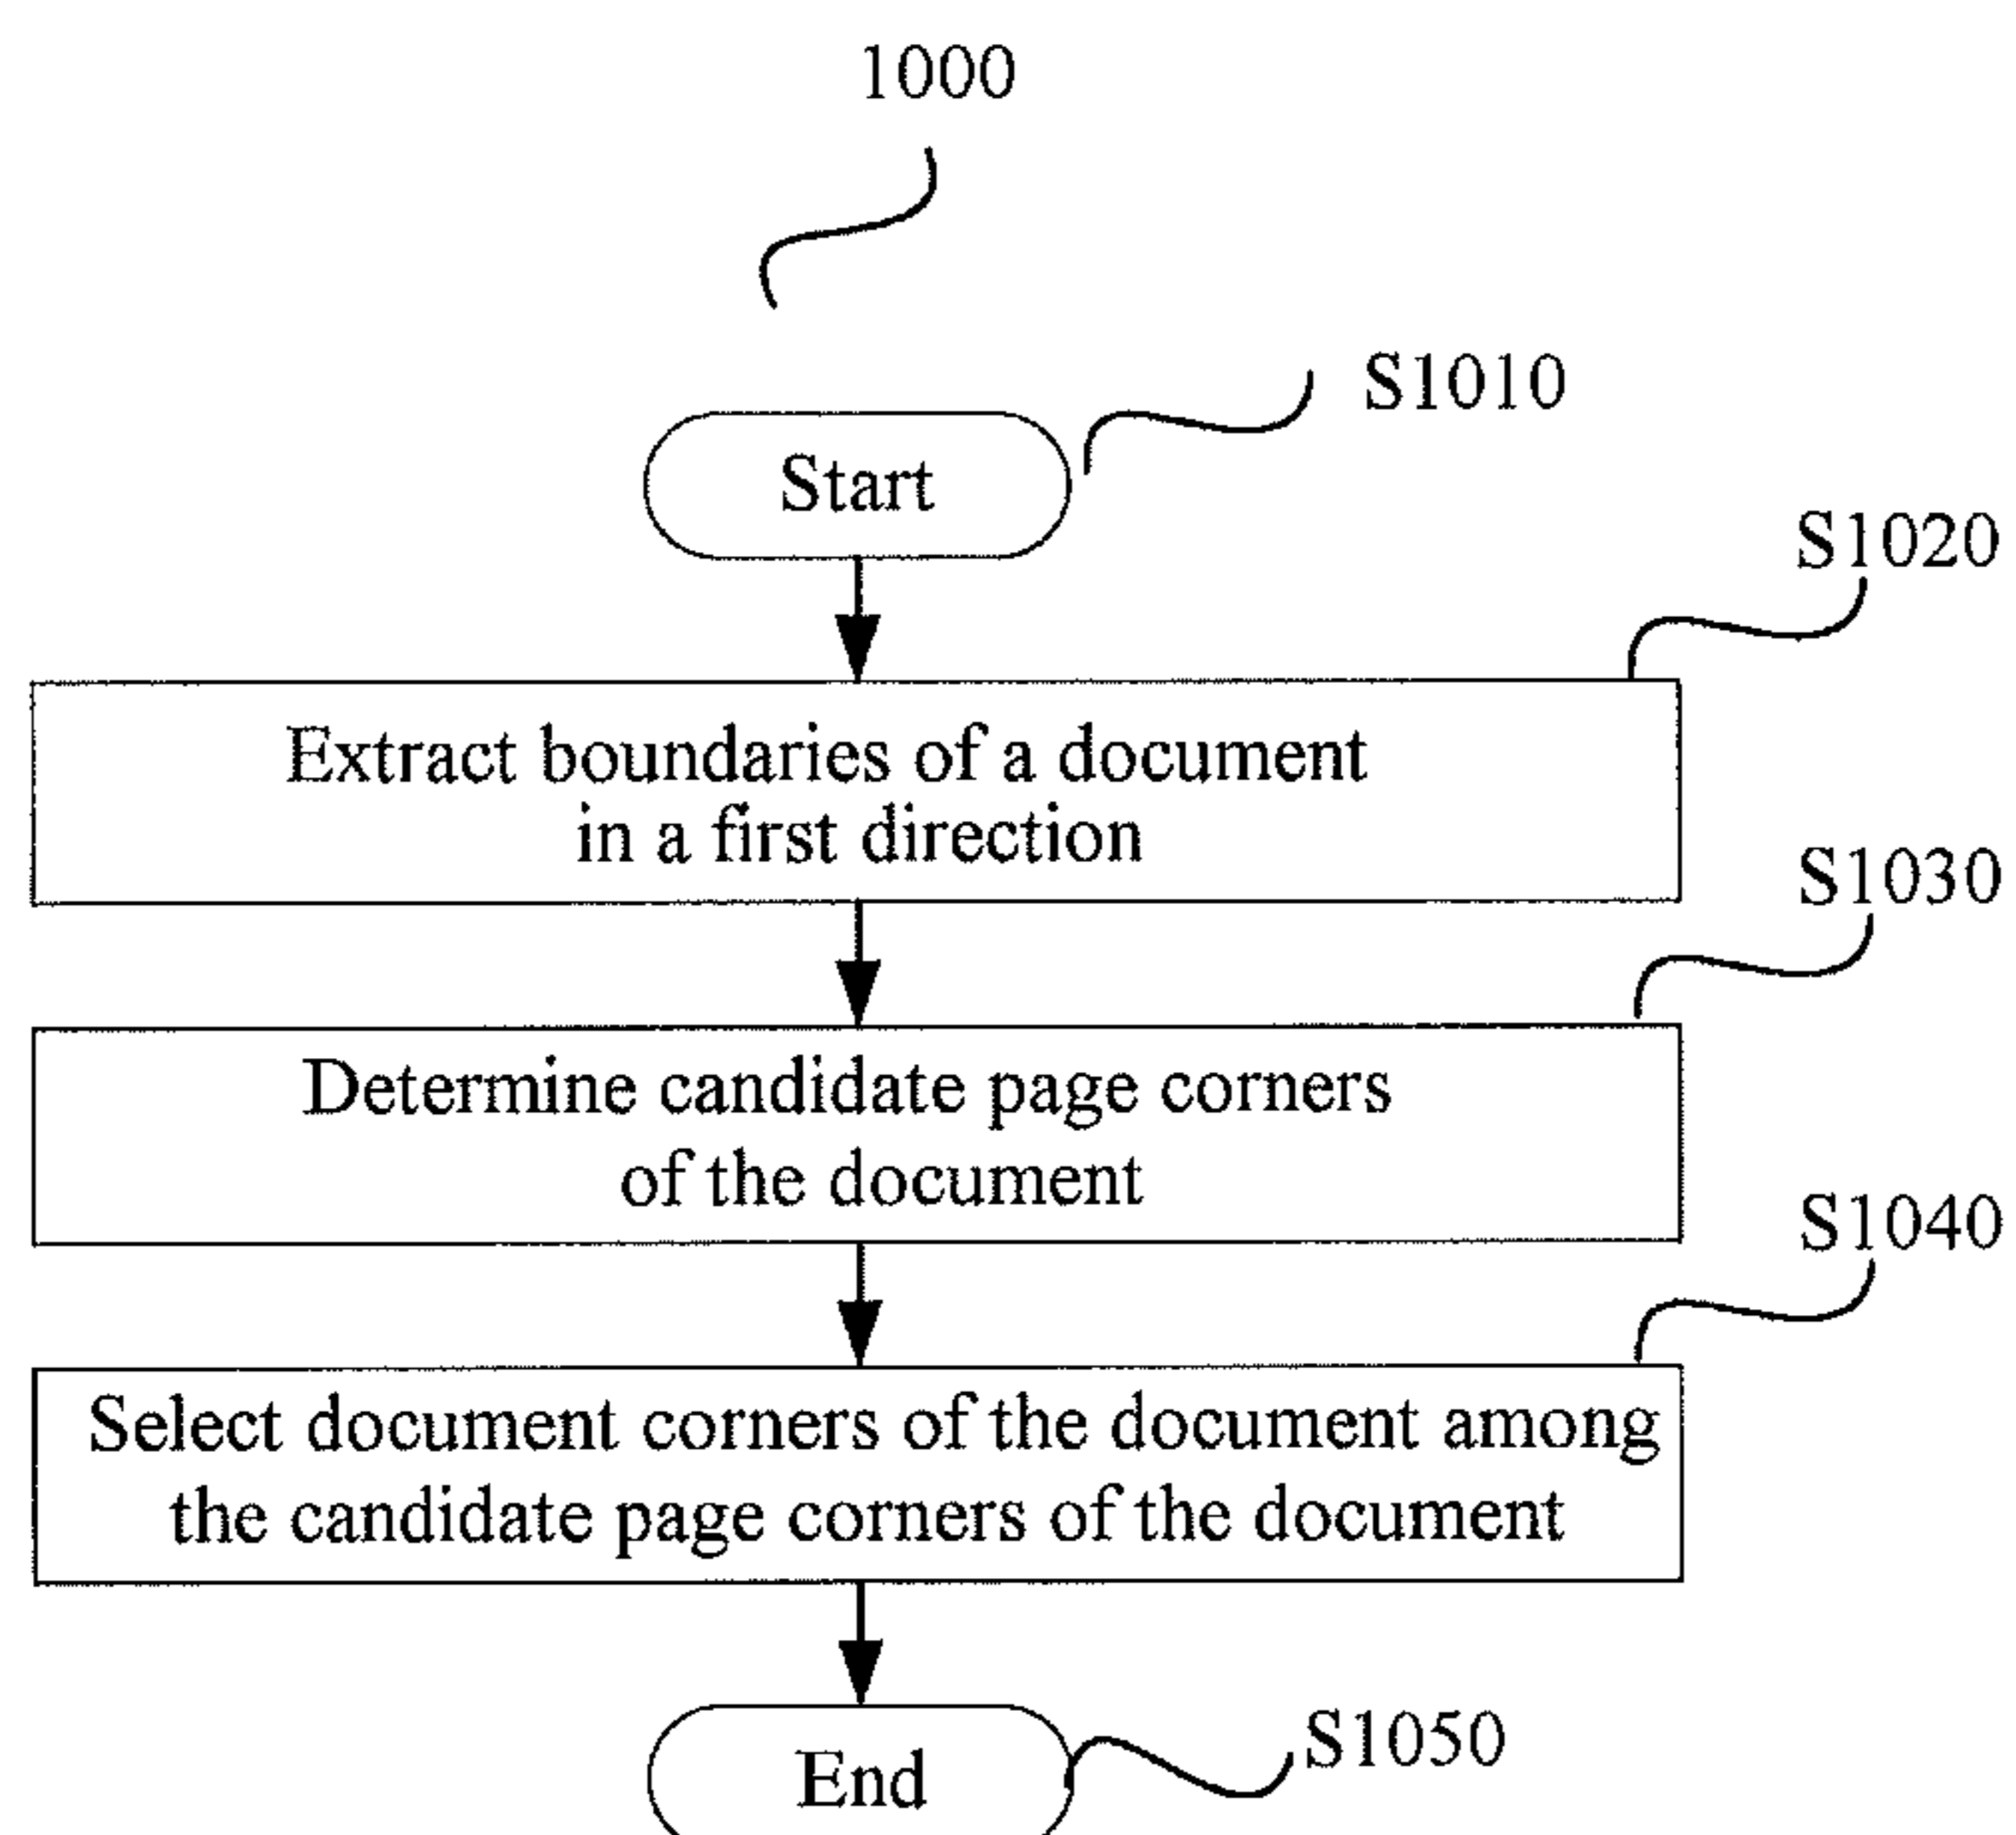 1000
S1010
Start
S1020
Extract boundaries of a document
in a first direction
S1030
Determine candidate page corners
of the document
S1040
Select document corners of the document among
the candidate page corners of the document
S1050
End